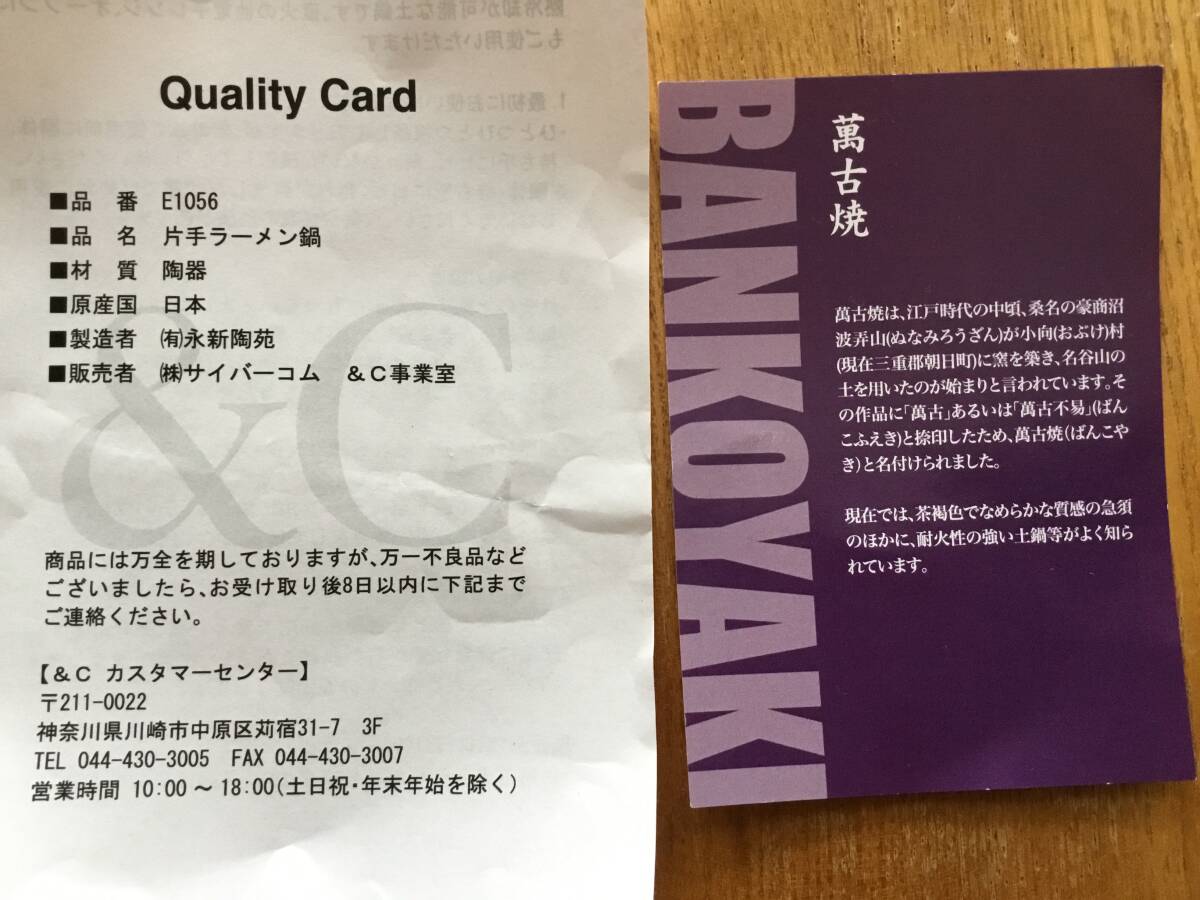 Quality Card
■品　番　E1056
■品　名　片手ラーメン鍋
■材　質　陶器
■原産国　日本
■製造者　㈲永新陶苑
■販売者　㈱サイバーコム　＆C事業室
&C
商品には万全を期しておりますが、万一不良品など
ございましたら、お受け取り後8日以内に下記まで
ご連絡ください。
【＆C カスタマーセンター】
〒211-0022
神奈川県川崎市中原区苅宿31-7　3F
TEL 044-430-3005　FAX 044-430-3007
営業時間 10:00～18:00(土日祝・年末年始を除く)
BANKOYAKI
萬古焼
萬古焼は、江戸時代の中頃、桑名の豪商沼
波弄山(ぬなみろうざん)が小向(おぶけ)村
(現在三重郡朝日町)に窯を築き、名谷山の
土を用いたのが始まりと言われています。そ
の作品に「萬古」あるいは「萬古不易」(ばん
こふえき)と捺印したため、萬古焼(ばんこや
き)と名付けられました。
現在では、茶褐色でなめらかな質感の急須
のほかに、耐火性の強い土鍋等がよく知ら
れています。